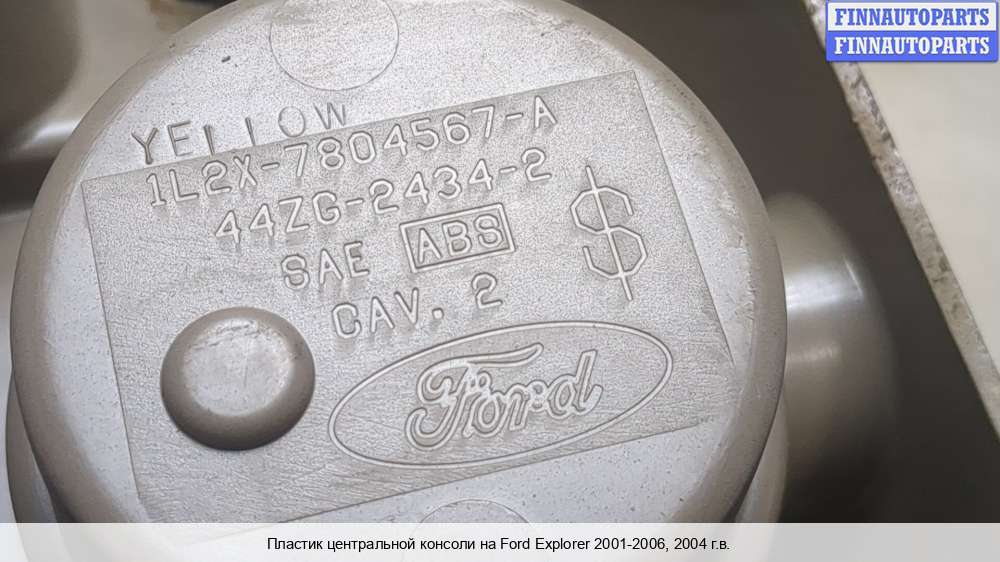 FINNAUTOPARTS
FINNAUTOPARTS
YELLOW
1L2X-7804567-A
44ZG-2434-2
SAE ABS $
CAV. 2
Ford
Пластик центральной консоли на Ford Explorer 2001-2006, 2004 г.в.